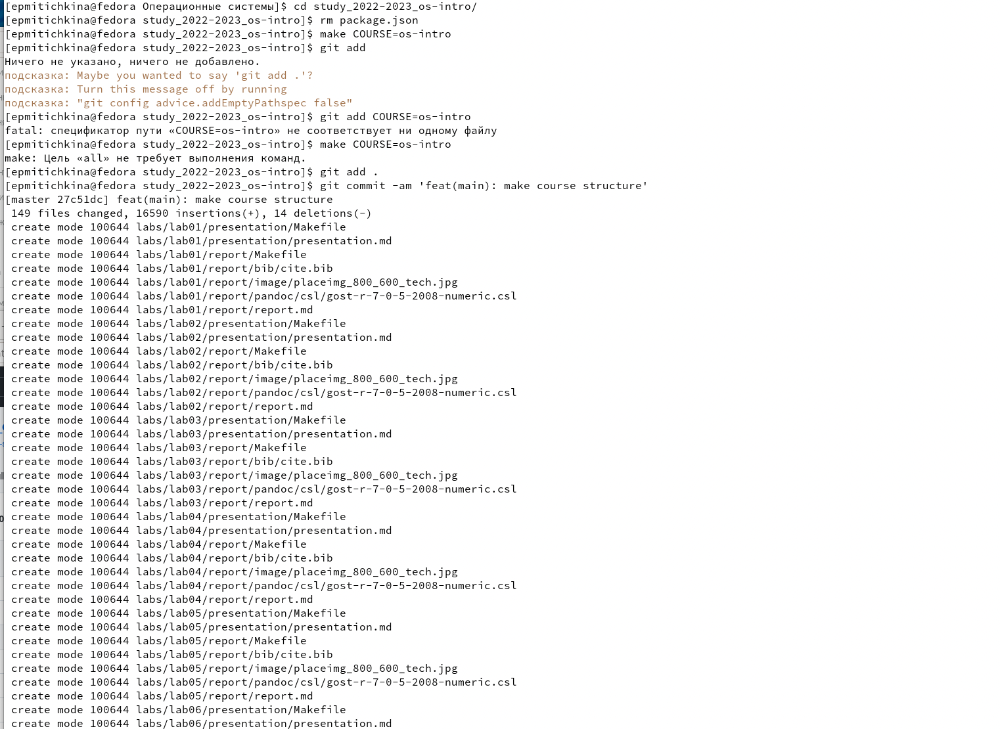 [epmitichkina@fedora Операционные системы]$ cd study_2022-2023_os-intro/
[epmitichkina@fedora study_2022-2023_os-intro]$ rm package.json
[epmitichkina@fedora study_2022-2023_os-intro]$ make COURSE=os-intro
[epmitichkina@fedora study_2022-2023_os-intro]$ git add
Ничего не указано, ничего не добавлено.
подсказка: Maybe you wanted to say 'git add .'?
подсказка: Turn this message off by running
подсказка: "git config advice.addEmptyPathspec false"
[epmitichkina@fedora study_2022-2023_os-intro]$ git add COURSE=os-intro
fatal: спецификатор пути «COURSE=os-intro» не соответствует ни одному файлу
[epmitichkina@fedora study_2022-2023_os-intro]$ make COURSE=os-intro
make: Цель «all» не требует выполнения команд.
[epmitichkina@fedora study_2022-2023_os-intro]$ git add .
[epmitichkina@fedora study_2022-2023_os-intro]$ git commit -am 'feat(main): make course structure'
[master 27c51dc] feat(main): make course structure
 149 files changed, 16590 insertions(+), 14 deletions(-)
 create mode 100644 labs/lab01/presentation/Makefile
 create mode 100644 labs/lab01/presentation/presentation.md
 create mode 100644 labs/lab01/report/Makefile
 create mode 100644 labs/lab01/report/bib/cite.bib
 create mode 100644 labs/lab01/report/image/placeimg_800_600_tech.jpg
 create mode 100644 labs/lab01/report/pandoc/csl/gost-r-7-0-5-2008-numeric.csl
 create mode 100644 labs/lab01/report/report.md
 create mode 100644 labs/lab02/presentation/Makefile
 create mode 100644 labs/lab02/presentation/presentation.md
 create mode 100644 labs/lab02/report/Makefile
 create mode 100644 labs/lab02/report/bib/cite.bib
 create mode 100644 labs/lab02/report/image/placeimg_800_600_tech.jpg
 create mode 100644 labs/lab02/report/pandoc/csl/gost-r-7-0-5-2008-numeric.csl
 create mode 100644 labs/lab02/report/report.md
 create mode 100644 labs/lab03/presentation/Makefile
 create mode 100644 labs/lab03/presentation/presentation.md
 create mode 100644 labs/lab03/report/Makefile
 create mode 100644 labs/lab03/report/bib/cite.bib
 create mode 100644 labs/lab03/report/image/placeimg_800_600_tech.jpg
 create mode 100644 labs/lab03/report/pandoc/csl/gost-r-7-0-5-2008-numeric.csl
 create mode 100644 labs/lab03/report/report.md
 create mode 100644 labs/lab04/presentation/Makefile
 create mode 100644 labs/lab04/presentation/presentation.md
 create mode 100644 labs/lab04/report/Makefile
 create mode 100644 labs/lab04/report/bib/cite.bib
 create mode 100644 labs/lab04/report/image/placeimg_800_600_tech.jpg
 create mode 100644 labs/lab04/report/pandoc/csl/gost-r-7-0-5-2008-numeric.csl
 create mode 100644 labs/lab04/report/report.md
 create mode 100644 labs/lab05/presentation/Makefile
 create mode 100644 labs/lab05/presentation/presentation.md
 create mode 100644 labs/lab05/report/Makefile
 create mode 100644 labs/lab05/report/bib/cite.bib
 create mode 100644 labs/lab05/report/image/placeimg_800_600_tech.jpg
 create mode 100644 labs/lab05/report/pandoc/csl/gost-r-7-0-5-2008-numeric.csl
 create mode 100644 labs/lab05/report/report.md
 create mode 100644 labs/lab06/presentation/Makefile
 create mode 100644 labs/lab06/presentation/presentation.md